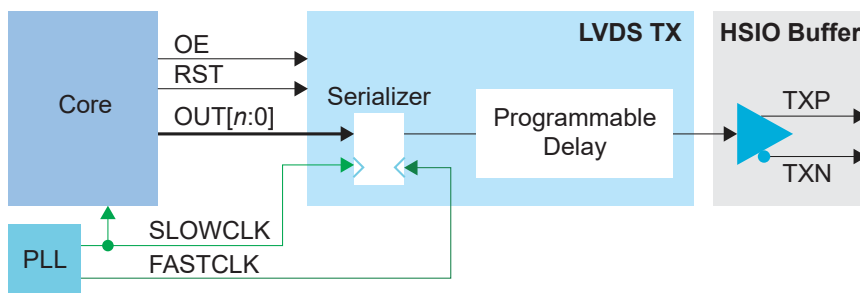 LVDS TX
HSIO Buffer
OE
RST
Core
OUT[n:0]
Serializer
Programmable
Delay
TXP
TXN
SLOWCLK
PLL
FASTCLK